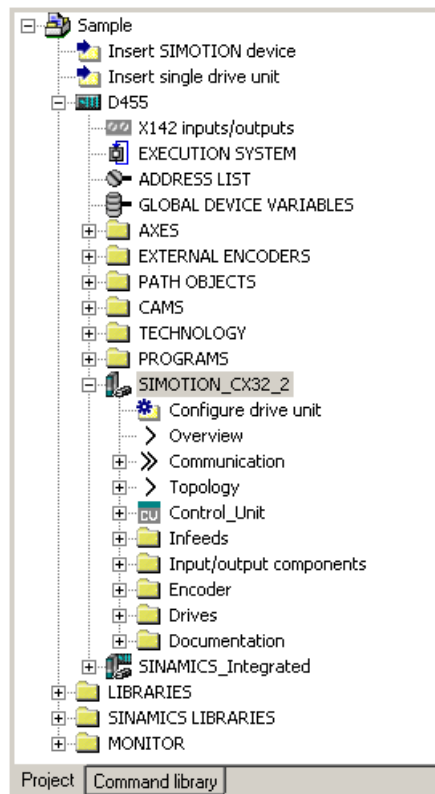 Sample
Insert SIMOTION device
Insert single drive unit
D455
X142 inputs/outputs
EXECUTION SYSTEM
ADDRESS LIST
GLOBAL DEVICE VARIABLES
AXES
EXTERNAL ENCODERS
PATH OBJECTS
CAMS
TECHNOLOGY
PROGRAMS
SIMOTION_CX32_2
Configure drive unit
Overview
Communication
Topology
CU Control_Unit
Infeeds
Input/output components
Encoder
Drives
Documentation
SINAMICS_Integrated
LIBRARIES
SINAMICS LIBRARIES
MONITOR
Project Command library